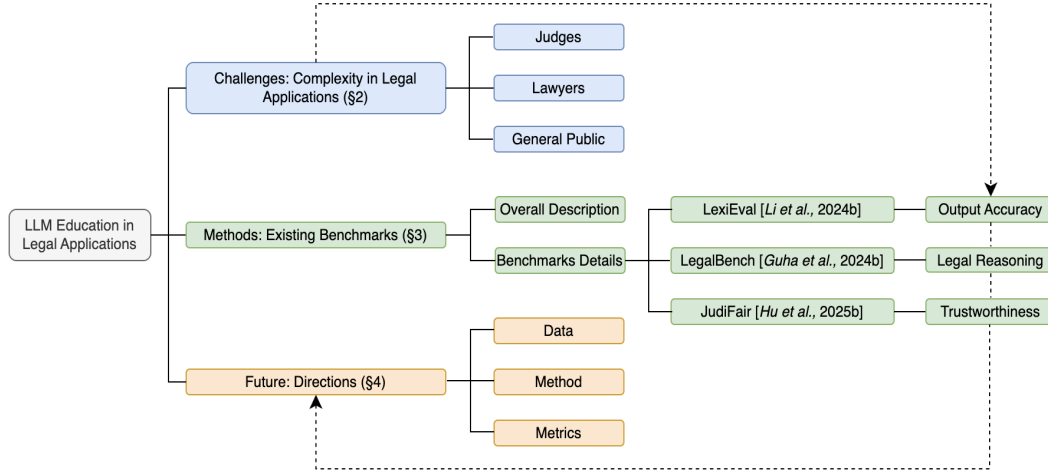 LLM Education in
Legal Applications
Challenges: Complexity in Legal
Applications (§2)
Judges
Lawyers
General Public
Methods: Existing Benchmarks (§3)
Overall Description
Benchmarks Details
LexiEval [Li et al., 2024b]
Output Accuracy
LegalBench [Guha et al., 2024b]
Legal Reasoning
JudiFair [Hu et al., 2025b]
Trustworthiness
Future: Directions (§4)
Data
Method
Metrics